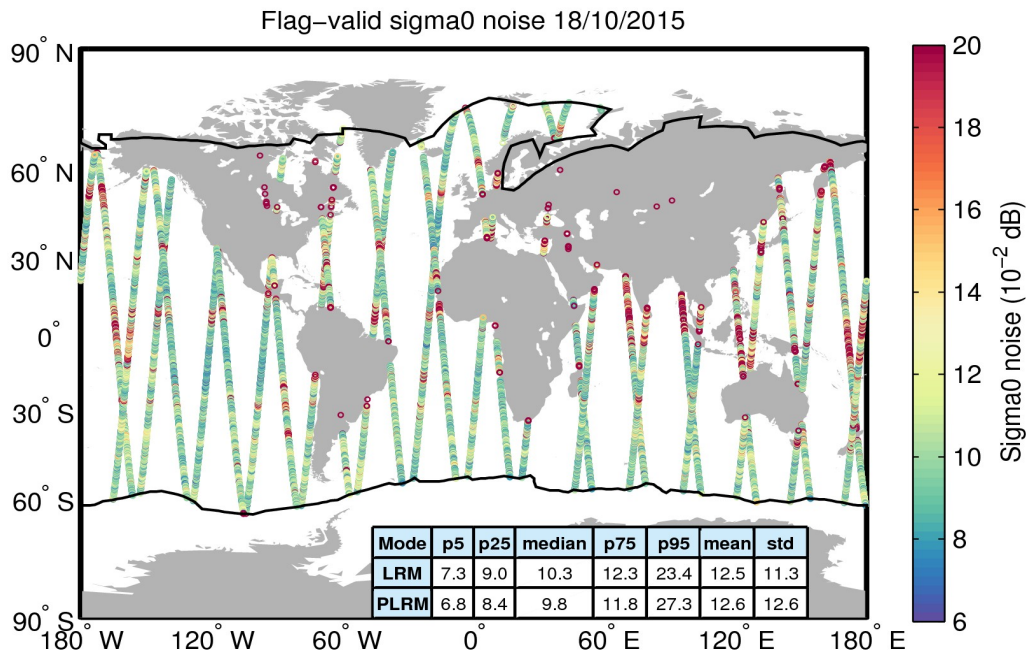 Flag−valid sigma0 noise 18/10/2015
90° N
60° N
30° N
0°
30° S
60° S
90° S
180° W
120° W
60° W
0°
60° E
120° E
180° E
Mode p5 p25 median p75 p95 mean std
LRM 7.3 9.0 10.3 12.3 23.4 12.5 11.3
PLRM 6.8 8.4 9.8 11.8 27.3 12.6 12.6
20
18
16
14
12
10
8
6
Sigma0 noise (10⁻² dB)